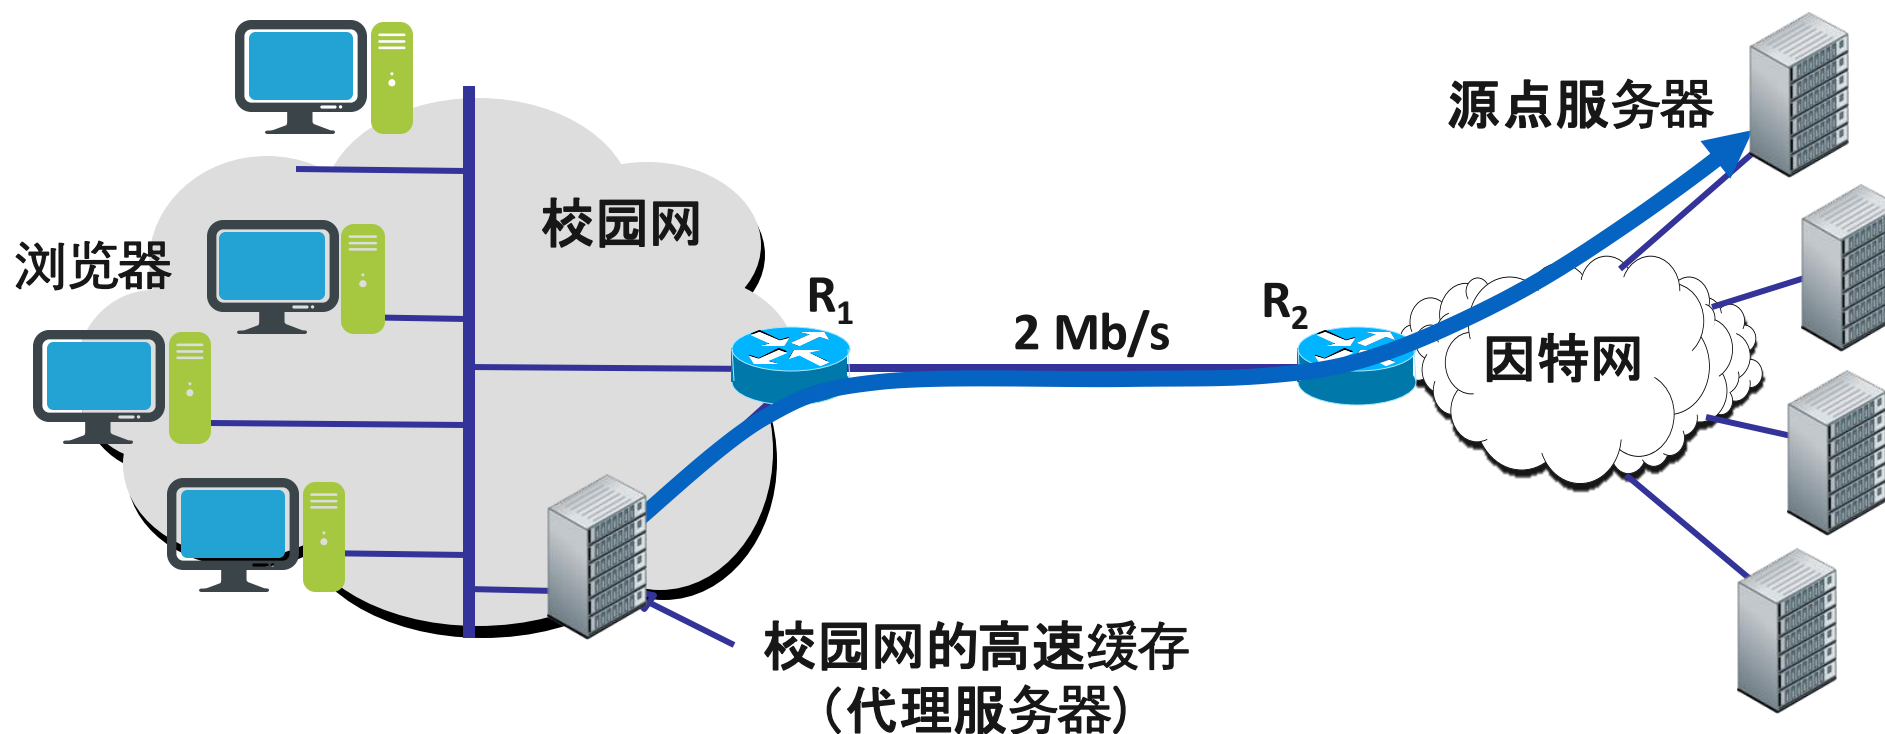 源点服务器
校园网
浏览器
R1
2 Mb/s
R2
因特网
校园网的高速缓存
（代理服务器）